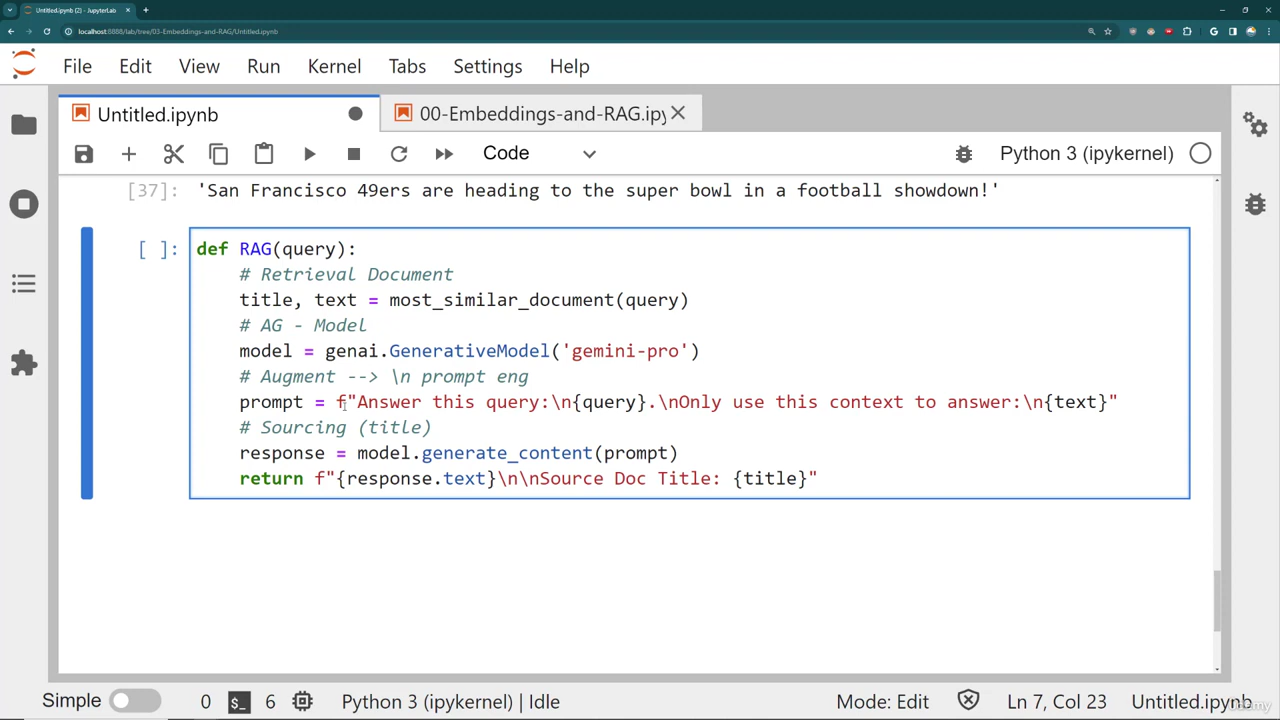 Untitled.ipynb (2) - JupyterLab
localhost:8888/lab/tree/03-Embeddings-and-RAG/Untitled.ipynb
File Edit View Run Kernel Tabs Settings Help
Untitled.ipynb
00-Embeddings-and-RAG.ipy
Code
Python 3 (ipykernel)
[37]: 'San Francisco 49ers are heading to the super bowl in a football showdown!'
[ ]: def RAG(query):
# Retrieval Document
title, text = most_similar_document(query)
# AG - Model
model = genai.GenerativeModel('gemini-pro')
# Augment --> \n prompt eng
prompt = f"Answer this query:\n{query}.\nOnly use this context to answer:\n{text}"
# Sourcing (title)
response = model.generate_content(prompt)
return f"{response.text}\n\nSource Doc Title: {title}"
Simple 0 $_ 6 Python 3 (ipykernel) | Idle Mode: Edit Ln 7, Col 23 Untitled.ipynb
Udemy